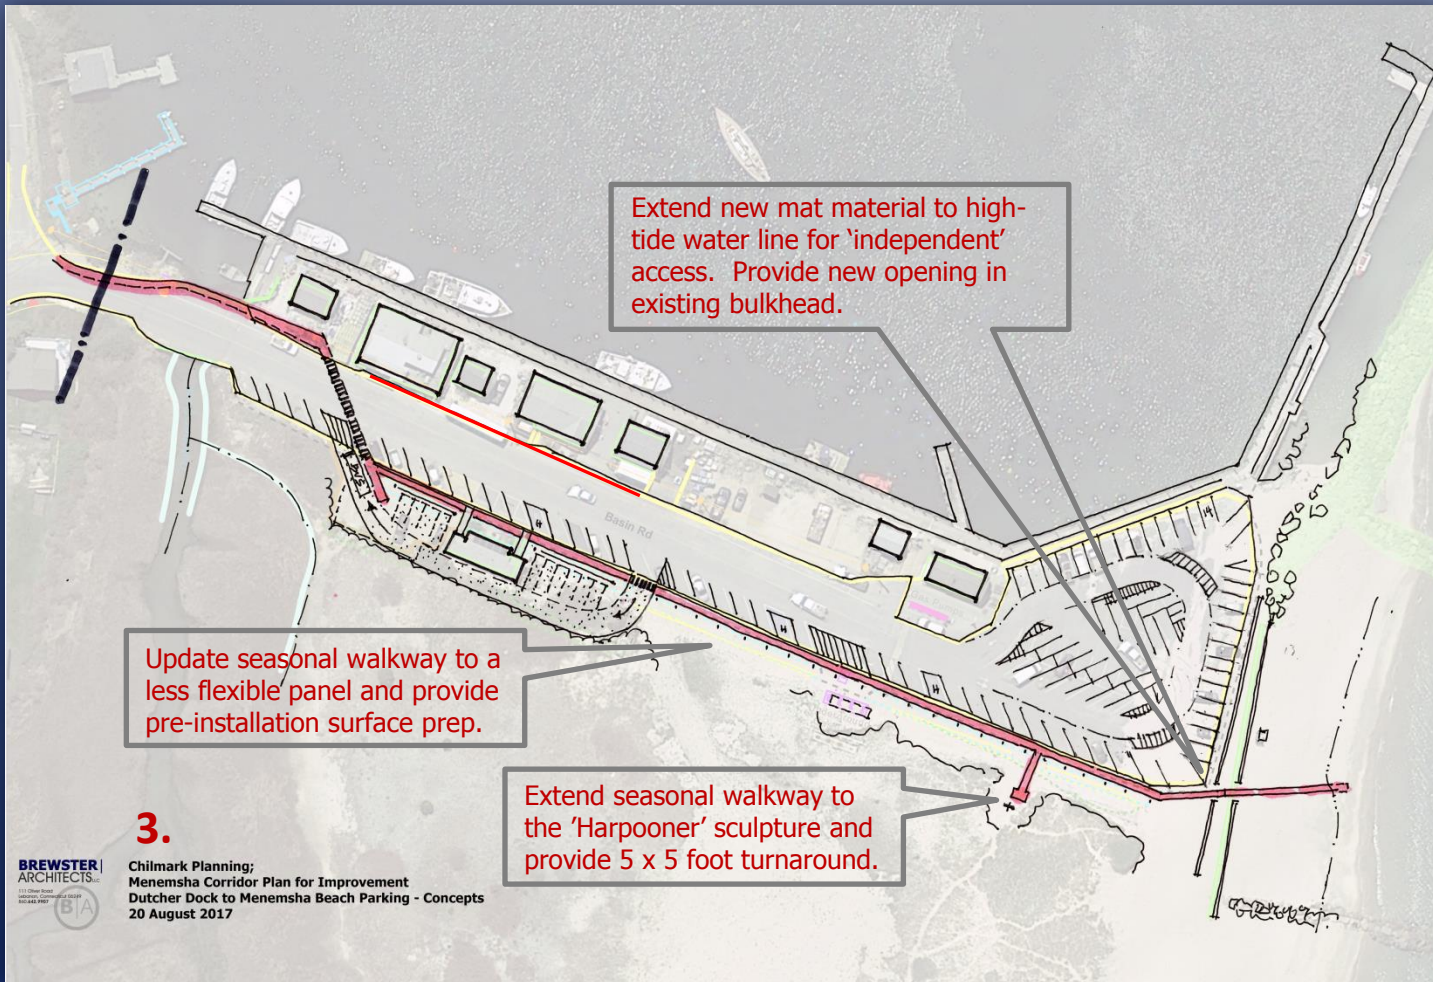 Extend new mat material to high-
tide water line for ‘independent’
access.  Provide new opening in
existing bulkhead.
Basin Rd
H
H
H
14
Update seasonal walkway to a
less flexible panel and provide
pre-installation surface prep.
Extend seasonal walkway to
the ’Harpooner’ sculpture and
provide 5 x 5 foot turnaround.
3.
BREWSTER
ARCHITECTS LLC
B A
Chilmark Planning;
Menemsha Corridor Plan for Improvement
Dutcher Dock to Menemsha Beach Parking - Concepts
20 August 2017